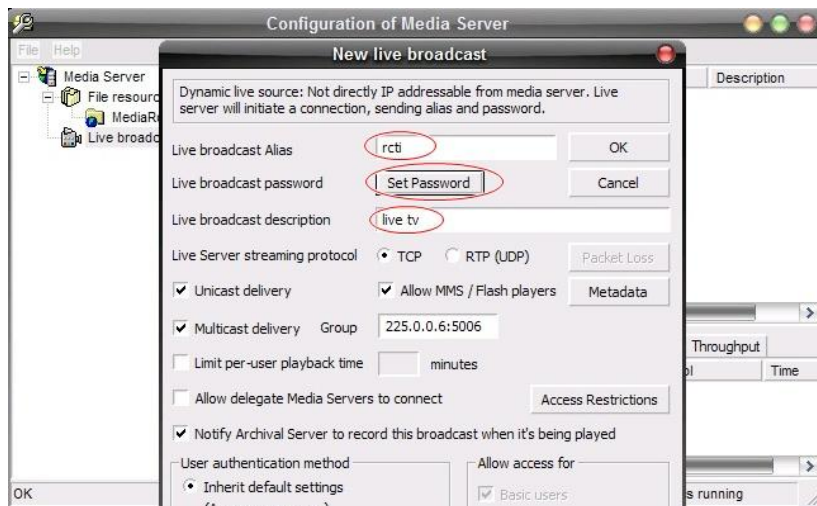 Configuration of Media Server
File Help
Media Server
File resourc
MediaRo
Live broadc
Description
New live broadcast
Dynamic live source: Not directly IP addressable from media server. Live
server will initiate a connection, sending alias and password.
Live broadcast Alias rcti OK
Live broadcast password Set Password Cancel
Live broadcast description live tv
Live Server streaming protocol TCP RTP (UDP) Packet Loss
Unicast delivery Allow MMS / Flash players Metadata
Multicast delivery Group 225.0.0.6:5006
Limit per-user playback time minutes
Allow delegate Media Servers to connect Access Restrictions
Notify Archival Server to record this broadcast when it's being played
User authentication method Allow access for
Inherit default settings Basic users
Throughput
Time
OK
s running